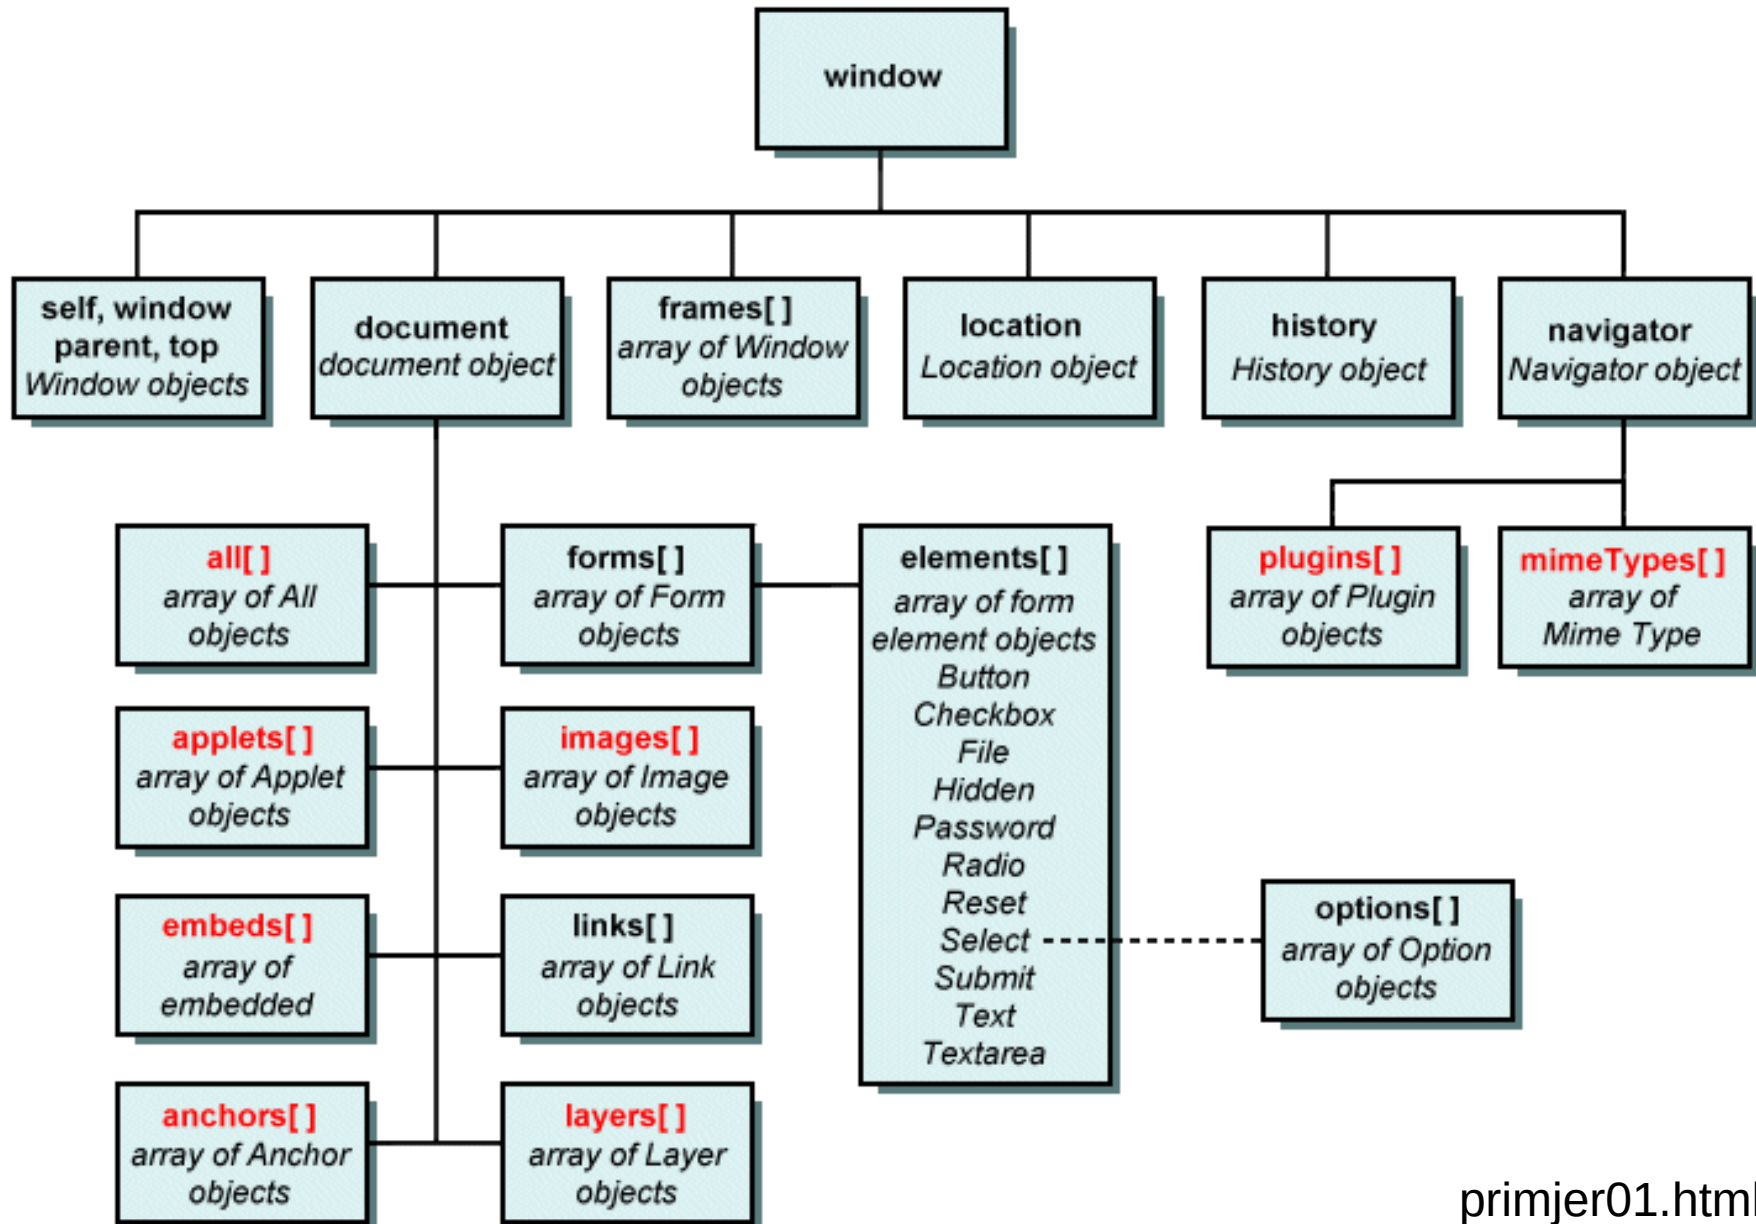 window
self, window
parent, top
Window objects
document
document object
frames[ ]
array of Window
objects
location
Location object
history
History object
navigator
Navigator object
all[ ]
array of All
objects
forms[ ]
array of Form
objects
elements[ ]
array of form
element objects
Button
Checkbox
File
Hidden
Password
Radio
Reset
Select
Submit
Text
Textarea
plugins[ ]
array of Plugin
objects
mimeTypes[ ]
array of
Mime Type
applets[ ]
array of Applet
objects
images[ ]
array of Image
objects
embeds[ ]
array of
embedded
links[ ]
array of Link
objects
options[ ]
array of Option
objects
anchors[ ]
array of Anchor
objects
layers[ ]
array of Layer
objects
primjer01.html